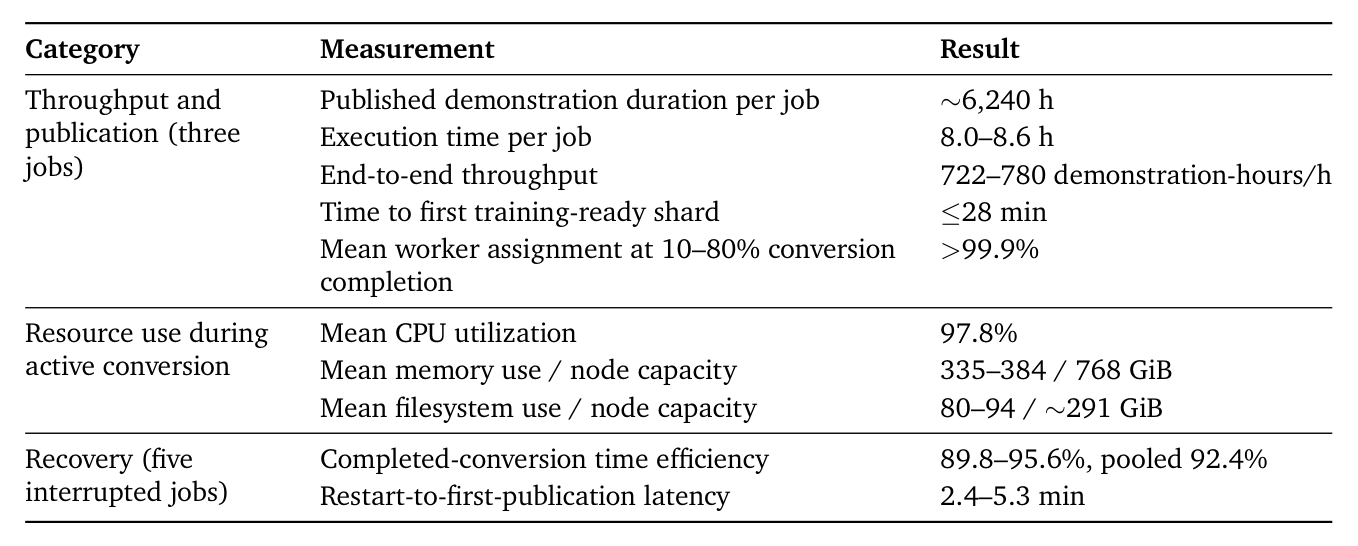 Category Measurement Result
Throughput and publication (three jobs) Published demonstration duration per job ~6,240 h
Execution time per job 8.0–8.6 h
End-to-end throughput 722–780 demonstration-hours/h
Time to first training-ready shard ≤28 min
Mean worker assignment at 10–80% conversion completion >99.9%
Resource use during active conversion Mean CPU utilization 97.8%
Mean memory use / node capacity 335–384 / 768 GiB
Mean filesystem use / node capacity 80–94 / ~291 GiB
Recovery (five interrupted jobs) Completed-conversion time efficiency 89.8–95.6%, pooled 92.4%
Restart-to-first-publication latency 2.4–5.3 min